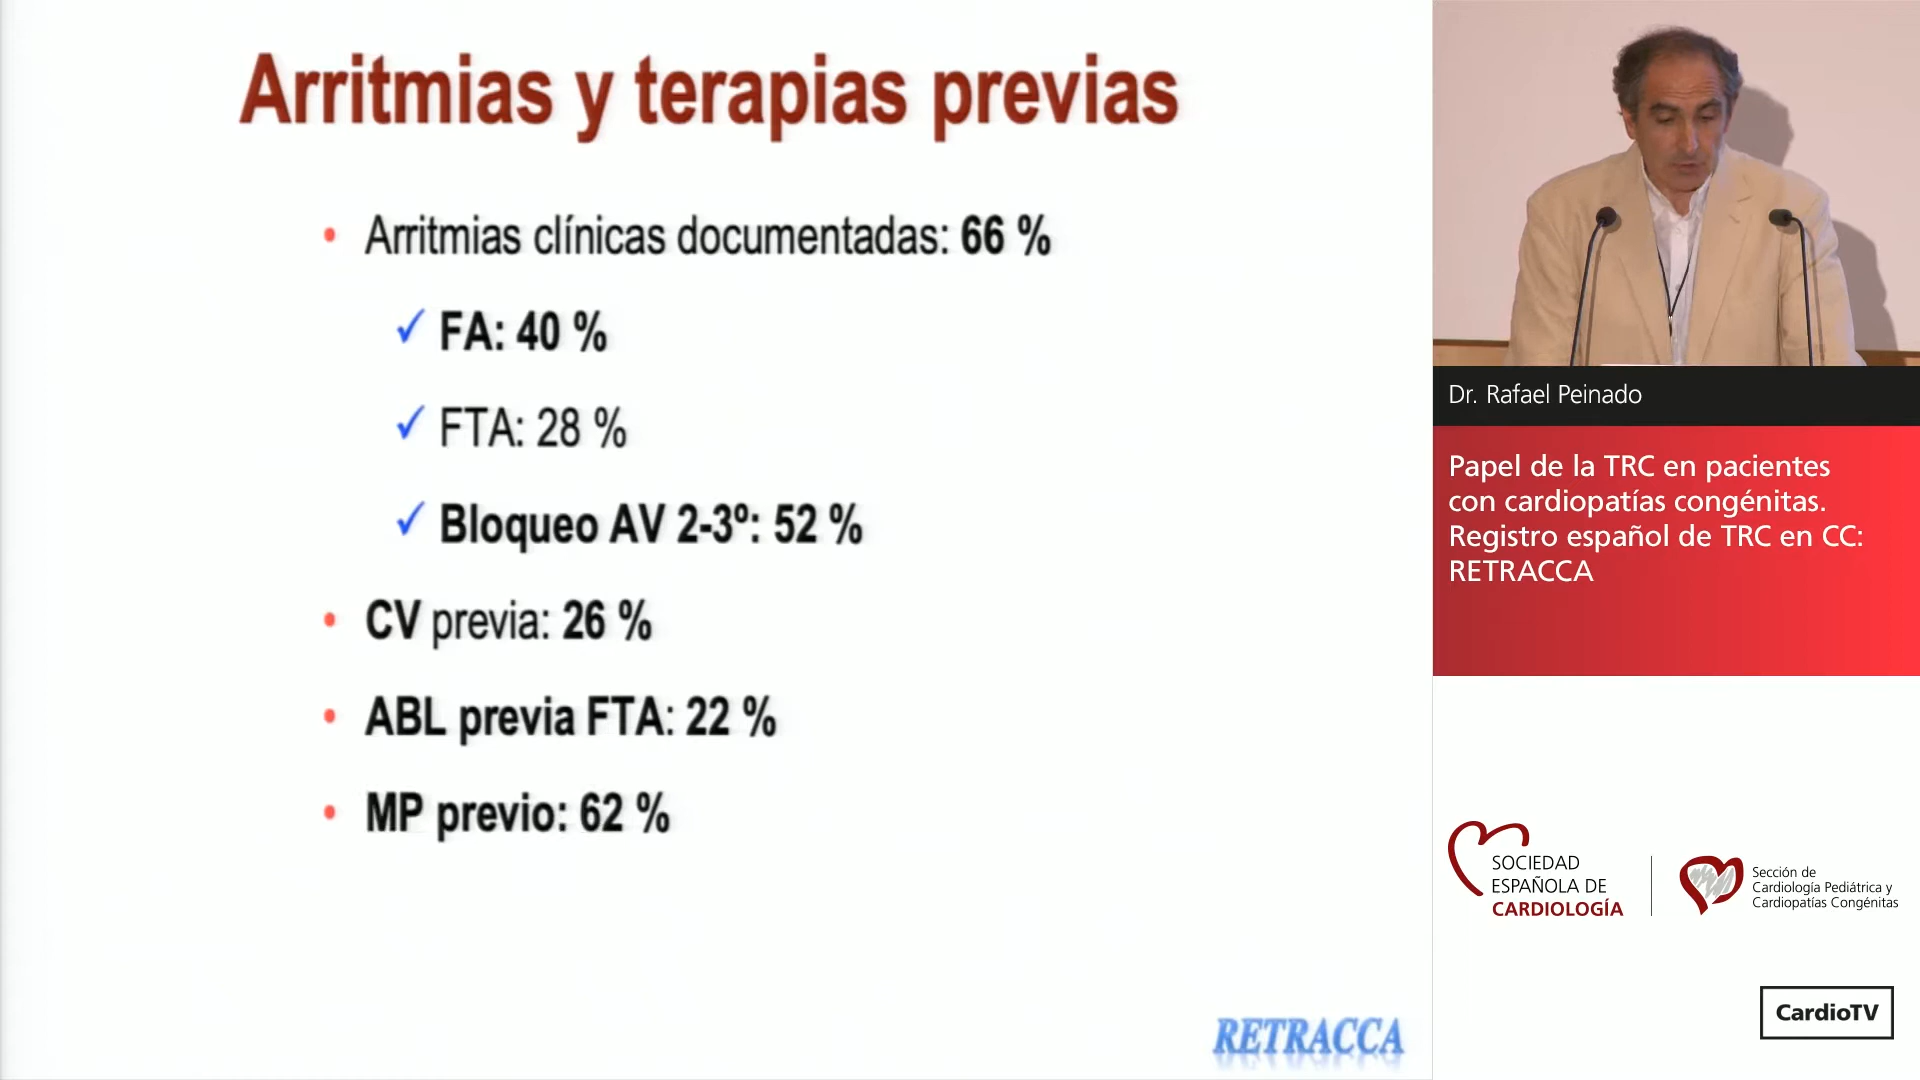 Arritmias y terapias previas
• Arritmias clínicas documentadas: 66 %
✓ FA: 40 %
✓ FTA: 28 %
✓ Bloqueo AV 2-3º: 52 %
• CV previa: 26 %
• ABL previa FTA: 22 %
• MP previo: 62 %
RETRACCA
Dr. Rafael Peinado
Papel de la TRC en pacientes
con cardiopatías congénitas.
Registro español de TRC en CC:
RETRACCA
SOCIEDAD
ESPAÑOLA DE
CARDIOLOGÍA
Sección de
Cardiología Pediátrica y
Cardiopatías Congénitas
CardioTV